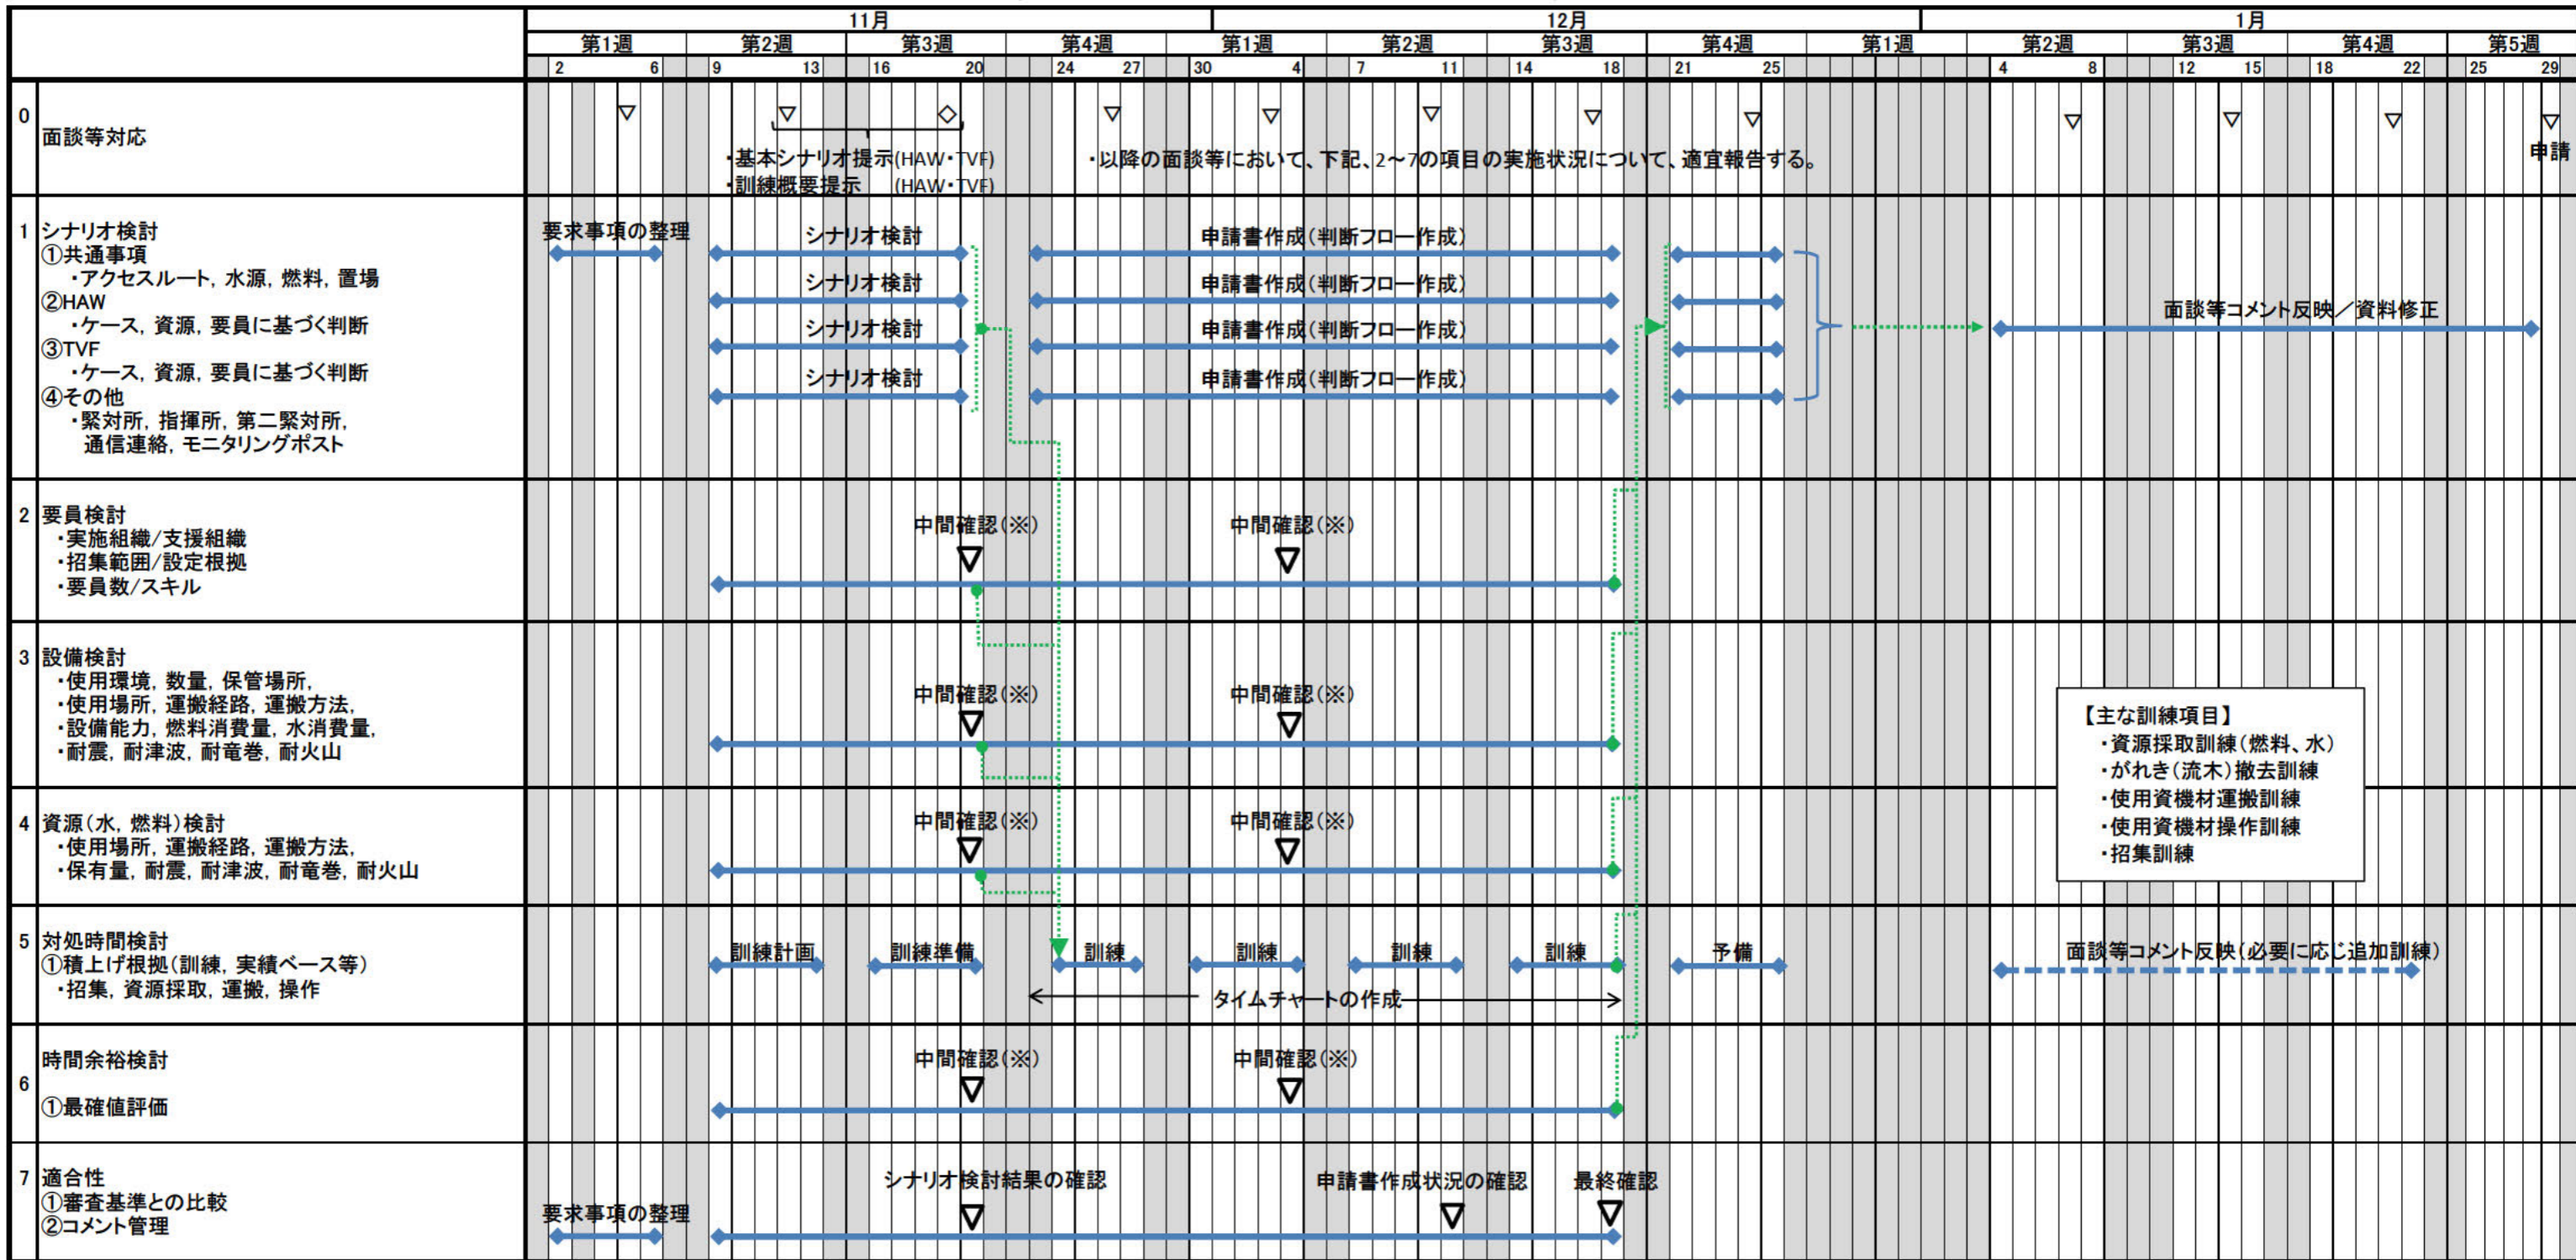 11月 12月 1月
第1週 第2週 第3週 第4週 第1週 第2週 第3週 第4週 第1週 第2週 第3週 第4週 第5週
2 6 9 13 16 20 24 27 30 4 7 11 14 18 21 25 4 8 12 15 18 22 25 29
0 面談等対応
・基本シナリオ提示(HAW・TVF)
・訓練概要提示 (HAW・TVF)
・以降の面談等において、下記、2～7の項目の実施状況について、適宜報告する。
申請
1 シナリオ検討
①共通事項
・アクセスルート, 水源, 燃料, 置場
②HAW
・ケース, 資源, 要員に基づく判断
③TVF
・ケース, 資源, 要員に基づく判断
④その他
・緊対所, 指揮所, 第二緊対所,
通信連絡, モニタリングポスト
要求事項の整理
シナリオ検討 申請書作成(判断フロー作成)
シナリオ検討 申請書作成(判断フロー作成)
シナリオ検討 申請書作成(判断フロー作成)
シナリオ検討 申請書作成(判断フロー作成)
面談等コメント反映／資料修正
2 要員検討
・実施組織/支援組織
・招集範囲/設定根拠
・要員数/スキル
中間確認(※) 中間確認(※)
3 設備検討
・使用環境, 数量, 保管場所,
・使用場所, 運搬経路, 運搬方法,
・設備能力, 燃料消費量, 水消費量,
・耐震, 耐津波, 耐竜巻, 耐火山
中間確認(※) 中間確認(※)
【主な訓練項目】
・資源採取訓練(燃料、水)
・がれき(流木)撤去訓練
・使用資機材運搬訓練
・使用資機材操作訓練
・招集訓練
4 資源(水, 燃料)検討
・使用場所, 運搬経路, 運搬方法,
・保有量, 耐震, 耐津波, 耐竜巻, 耐火山
中間確認(※) 中間確認(※)
5 対処時間検討
①積上げ根拠(訓練, 実績ベース等)
・招集, 資源採取, 運搬, 操作
訓練計画 訓練準備 訓練 訓練 訓練 訓練 予備 面談等コメント反映(必要に応じ追加訓練)
タイムチャートの作成
6 時間余裕検討
①最確値評価
中間確認(※) 中間確認(※)
7 適合性
①審査基準との比較
②コメント管理
要求事項の整理
シナリオ検討結果の確認 申請書作成状況の確認 最終確認